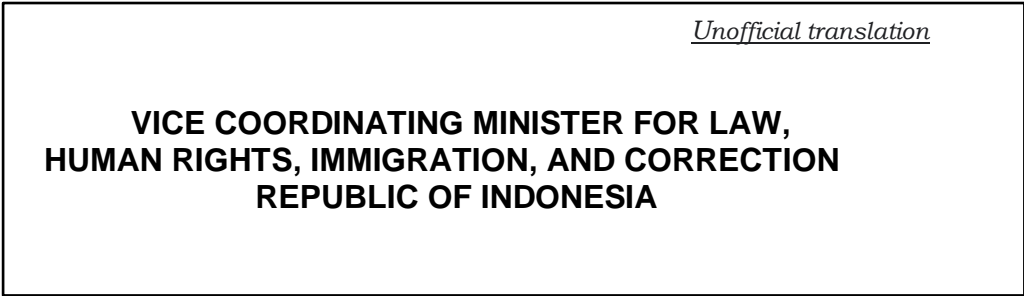 Unofficial translation
VICE COORDINATING MINISTER FOR LAW,
HUMAN RIGHTS, IMMIGRATION, AND CORRECTION
REPUBLIC OF INDONESIA